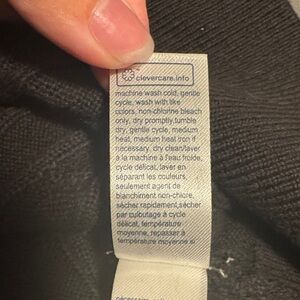 clevercare.info
machine wash cold, gentle
cycle, wash with like
colors, non-chlorine bleach
only, dry promptly,tumble
dry, gentle cycle, medium
heat, medium heat iron if
necessary, dry clean/laver
à la machine à l'eau froide,
cycle délicat, laver en
séparant les couleurs,
seulement agent de
blanchiment non-chlore,
sécher rapidement,sécher
par culbutage à cycle
délicat, température
moyenne, repasser à
température moyenne si